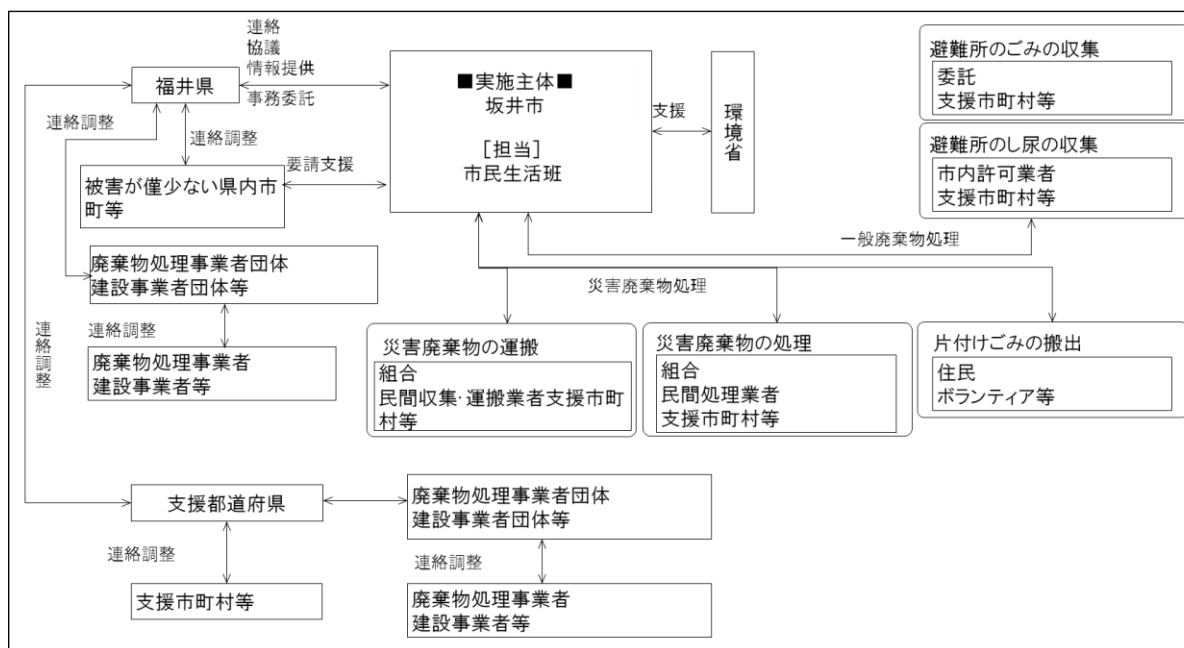 連絡
協議
情報提供
事務委託
福井県
連絡調整
連絡調整
要請支援
被害が僅少ない県内市
町等
■実施主体■
坂井市
［担当］
市民生活班
支援
環境省
避難所のごみの収集
委託
支援市町村等
避難所のし尿の収集
市内許可業者
支援市町村等
一般廃棄物処理
災害廃棄物処理
廃棄物処理事業者団体
建設事業者団体等
連絡調整
連絡調整
廃棄物処理事業者
建設事業者等
災害廃棄物の運搬
組合
民間収集・運搬業者支援市町
村等
災害廃棄物の処理
組合
民間処理業者
支援市町村等
片付けごみの搬出
住民
ボランティア等
支援都道府県
廃棄物処理事業者団体
建設事業者団体等
連絡調整
連絡調整
支援市町村等
廃棄物処理事業者
建設事業者等